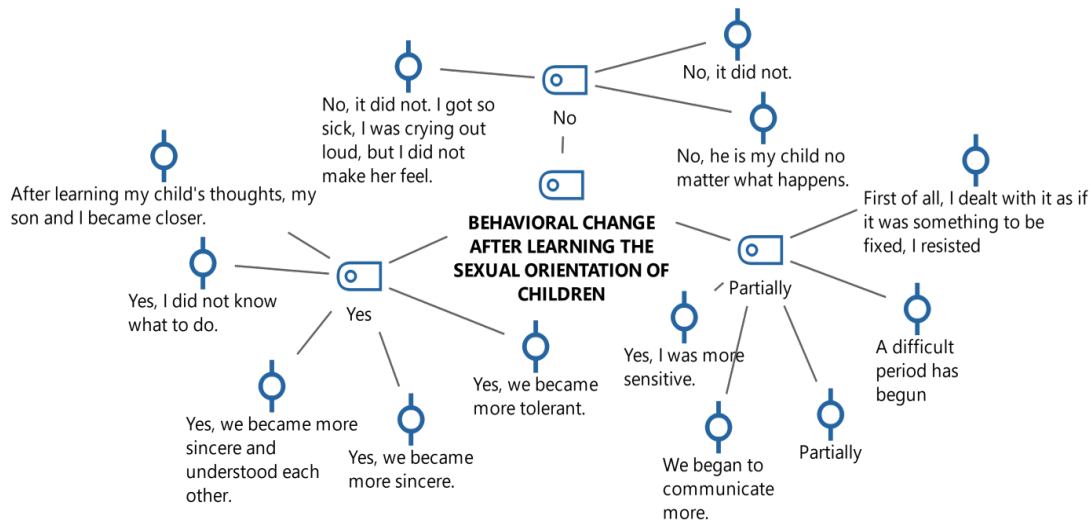 No, it did not. I got so
sick, I was crying out
loud, but I did not
make her feel.
No
No, it did not.
No, he is my child no
matter what happens.
BEHAVIORAL CHANGE
AFTER LEARNING THE
SEXUAL ORIENTATION OF
CHILDREN
After learning my child's thoughts, my
son and I became closer.
Yes, I did not know
what to do.
Yes
Yes, we became more
sincere and
understood each
other.
Yes, we became
more sincere.
Yes, we became
more tolerant.
First of all, I dealt with it as if
it was something to be
fixed, I resisted
Partially
Yes, I was more
sensitive.
A difficult
period has
begun
We began to
communicate
more.
Partially